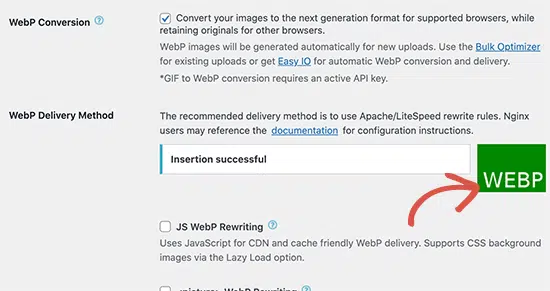 WebP Conversion
Convert your images to the next generation format for supported browsers, while
retaining originals for other browsers.
WebP images will be generated automatically for new uploads. Use the Bulk Optimizer
for existing uploads or get Easy IO for automatic WebP conversion and delivery.
*GIF to WebP conversion requires an active API key.
WebP Delivery Method
The recommended delivery method is to use Apache/LiteSpeed rewrite rules. Nginx
users may reference the documentation for configuration instructions.
Insertion successful
WEBP
JS WebP Rewriting
Uses JavaScript for CDN and cache friendly WebP delivery. Supports CSS background
images via the Lazy Load option.
<picture> WebP Rewriting